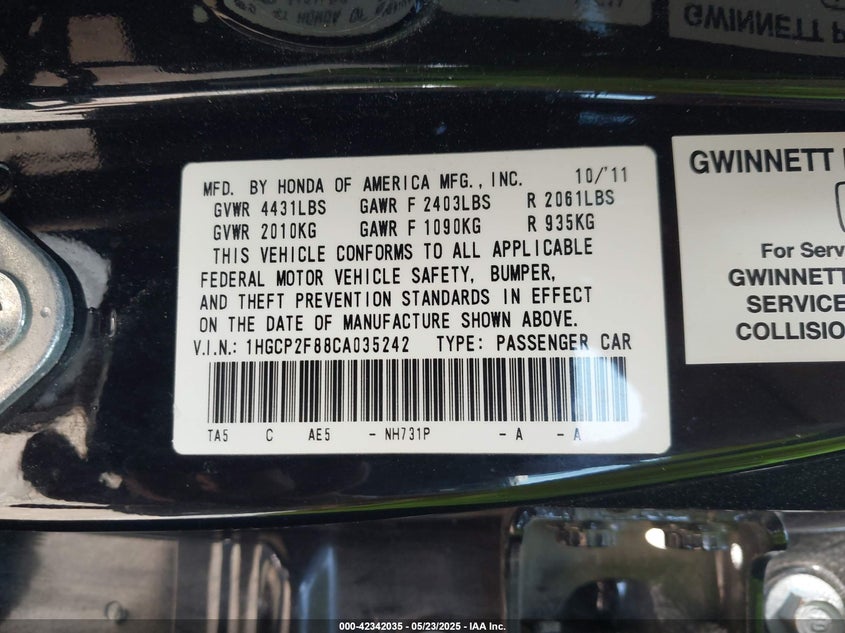 MFD. BY HONDA OF AMERICA MFG., INC. 10/'11
GVWR 4431LBS GAWR F 2403LBS R 2061LBS
GVWR 2010KG GAWR F 1090KG R 935KG
THIS VEHICLE CONFORMS TO ALL APPLICABLE
FEDERAL MOTOR VEHICLE SAFETY, BUMPER,
AND THEFT PREVENTION STANDARDS IN EFFECT
ON THE DATE OF MANUFACTURE SHOWN ABOVE.
V.I.N.: 1HGCP2F88CA035242 TYPE: PASSENGER CAR
TA5 C AE5 - NH731P - A - A
GWINNETT
For Serv
GWINNETT
SERVICE
COLLISION
000-42342035 - 05/23/2025 - IAA Inc.